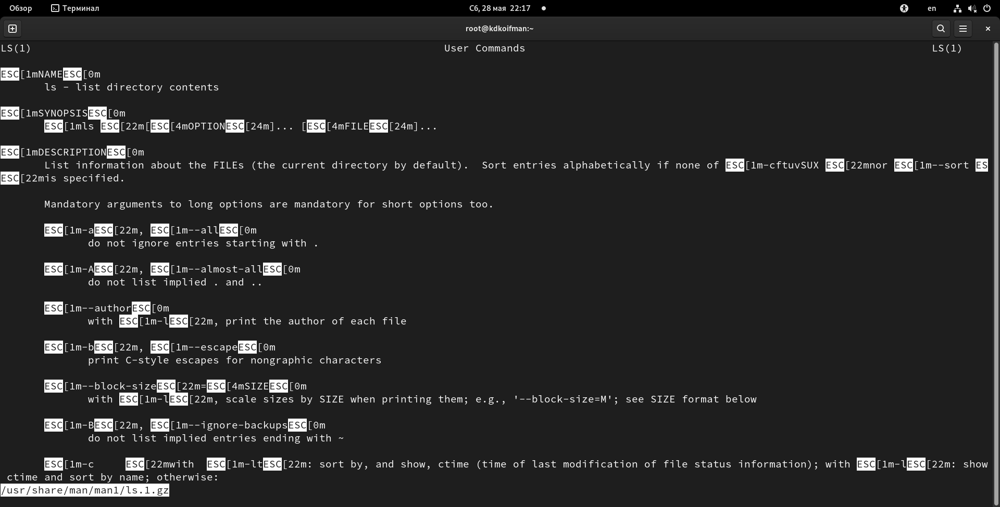 Обзор Терминал Сб, 28 мая 22:17 en
root@kdkoifman:~
LS(1) User Commands LS(1)
ESC[1mNAMEESC[0m
ls - list directory contents
ESC[1mSYNOPSISESC[0m
ESC[1mls ESC[22m[ESC[4mOPTIONESC[24m]... [ESC[4mFILEESC[24m]...
ESC[1mDESCRIPTIONESC[0m
List information about the FILEs (the current directory by default).  Sort entries alphabetically if none of ESC[1m-cftuvSUX ESC[22mnor ESC[1m--sort ES
ESC[22mis specified.
Mandatory arguments to long options are mandatory for short options too.
ESC[1m-aESC[22m, ESC[1m--allESC[0m
do not ignore entries starting with .
ESC[1m-AESC[22m, ESC[1m--almost-allESC[0m
do not list implied . and ..
ESC[1m--authorESC[0m
with ESC[1m-lESC[22m, print the author of each file
ESC[1m-bESC[22m, ESC[1m--escapeESC[0m
print C-style escapes for nongraphic characters
ESC[1m--block-sizeESC[22m=ESC[4mSIZEESC[0m
with ESC[1m-lESC[22m, scale sizes by SIZE when printing them; e.g., '--block-size=M'; see SIZE format below
ESC[1m-BESC[22m, ESC[1m--ignore-backupsESC[0m
do not list implied entries ending with ~
ESC[1m-c     ESC[22mwith  ESC[1m-ltESC[22m: sort by, and show, ctime (time of last modification of file status information); with ESC[1m-lESC[22m: show
ctime and sort by name; otherwise:
/usr/share/man/man1/ls.1.gz